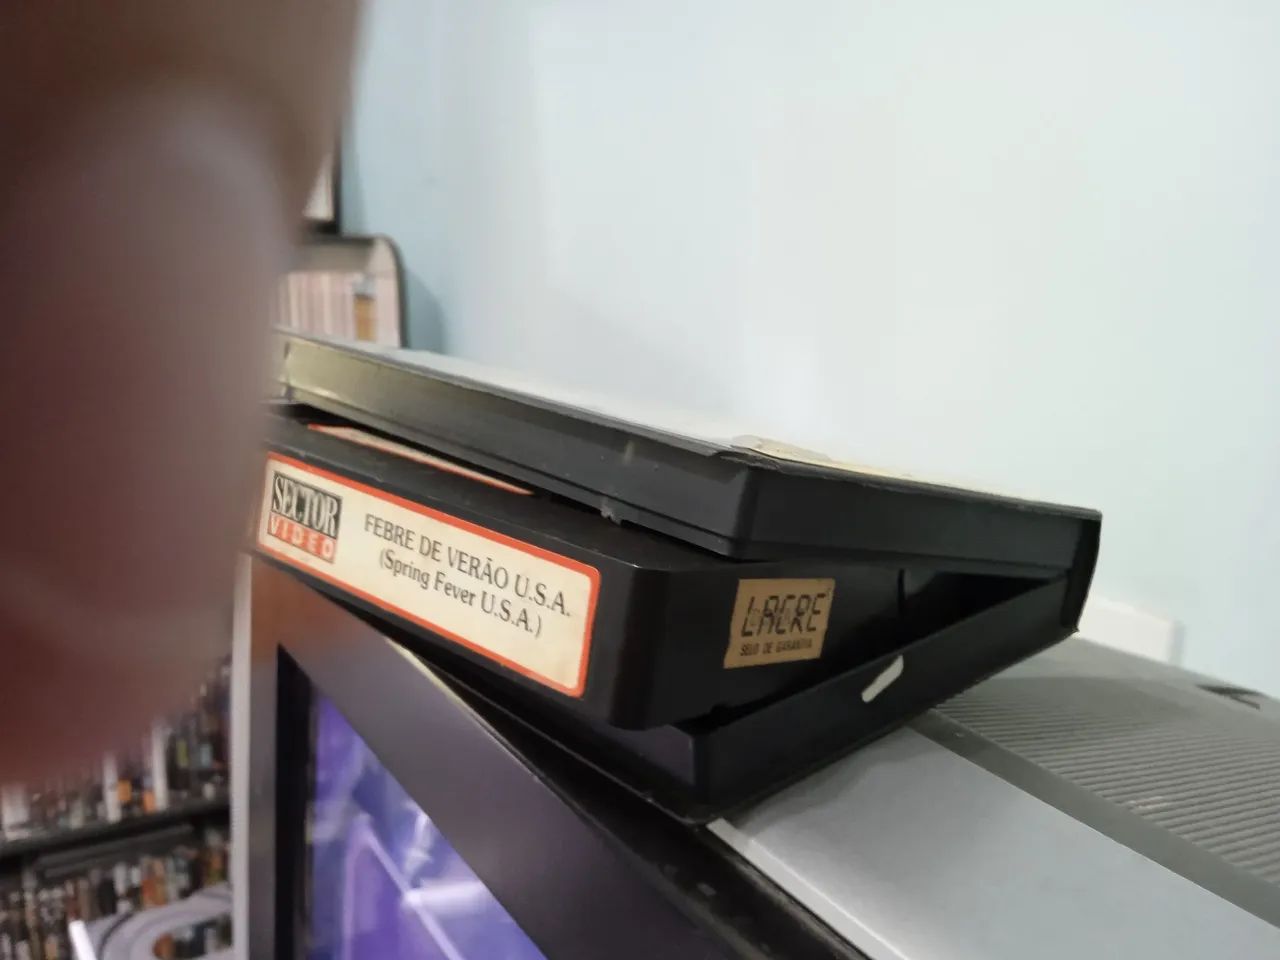 SECTOR
VIDEO
FEBRE DE VERÃO U.S.A.
(Spring Fever U.S.A.)
LACRE
SELO DE GARANTIA